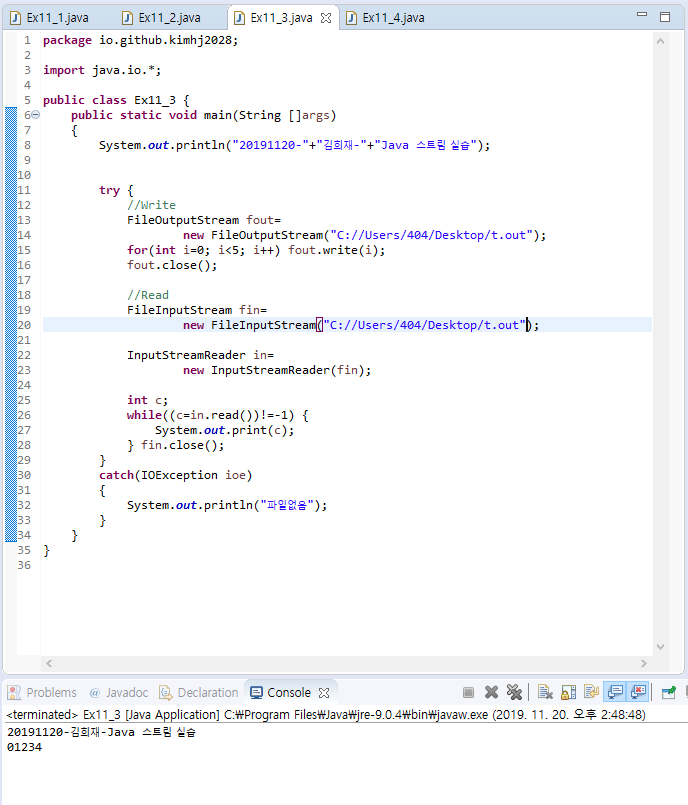 Ex11_1.java Ex11_2.java Ex11_3.java Ex11_4.java
1 package io.github.kimhj2028;
2
3 import java.io.*;
4
5 public class Ex11_3 {
6 public static void main(String []args)
7 {
8 System.out.println("20191120-"+"김희재-"+"Java 스트림 실습");
9
10
11 try {
12 //Write
13 FileOutputStream fout=
14 new FileOutputStream("C://Users/404/Desktop/t.out");
15 for(int i=0; i<5; i++) fout.write(i);
16 fout.close();
17
18 //Read
19 FileInputStream fin=
20 new FileInputStream("C://Users/404/Desktop/t.out");
21
22 InputStreamReader in=
23 new InputStreamReader(fin);
24
25 int c;
26 while((c=in.read())!=-1) {
27 System.out.print(c);
28 } fin.close();
29 }
30 catch(IOException ioe)
31 {
32 System.out.println("파일없음");
33 }
34 }
35 }
36
Problems @ Javadoc Declaration Console
<terminated> Ex11_3 [Java Application] C:￦Program Files￦Java￦jre-9.0.4￦bin￦javaw.exe (2019. 11. 20. 오후 2:48:48)
20191120-김희재-Java 스트림 실습
01234